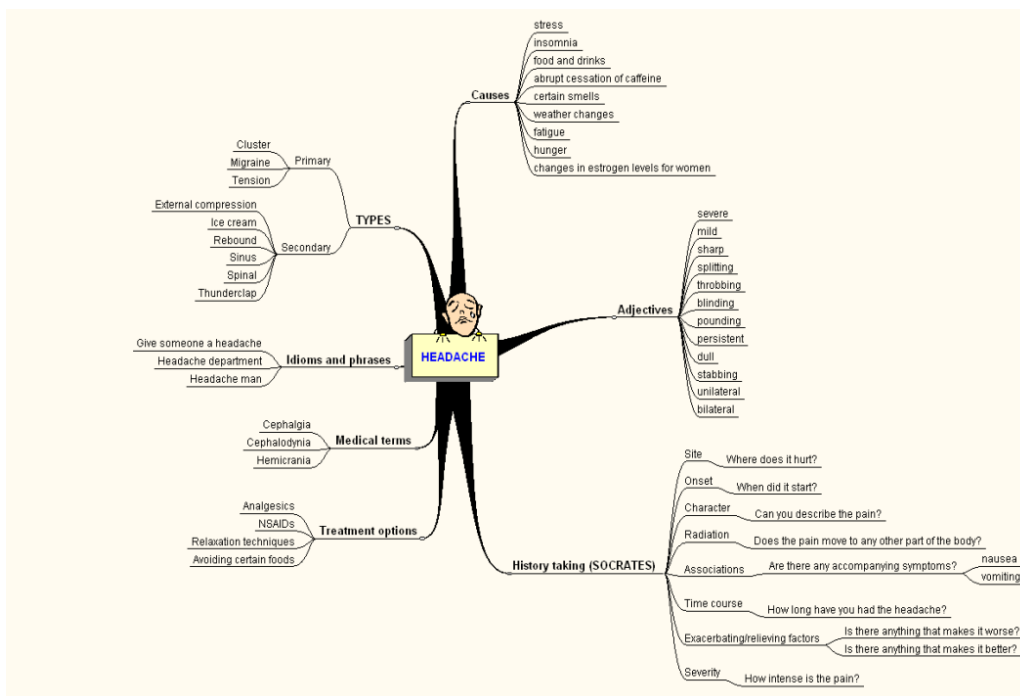 HEADACHE
Causes
stress
insomnia
food and drinks
abrupt cessation of caffeine
certain smells
weather changes
fatigue
hunger
changes in estrogen levels for women
TYPES
Primary
Cluster
Migraine
Tension
Secondary
External compression
Ice cream
Rebound
Sinus
Spinal
Thunderclap
Adjectives
severe
mild
sharp
splitting
throbbing
blinding
pounding
persistent
dull
stabbing
unilateral
bilateral
Idioms and phrases
Give someone a headache
Headache department
Headache man
Medical terms
Cephalgia
Cephalodynia
Hemicrania
Treatment options
Analgesics
NSAIDs
Relaxation techniques
Avoiding certain foods
History taking (SOCRATES)
Site
Where does it hurt?
Onset
When did it start?
Character
Can you describe the pain?
Radiation
Does the pain move to any other part of the body?
Associations
Are there any accompanying symptoms?
nausea
vomiting
Time course
How long have you had the headache?
Exacerbating/relieving factors
Is there anything that makes it worse?
Is there anything that makes it better?
Severity
How intense is the pain?